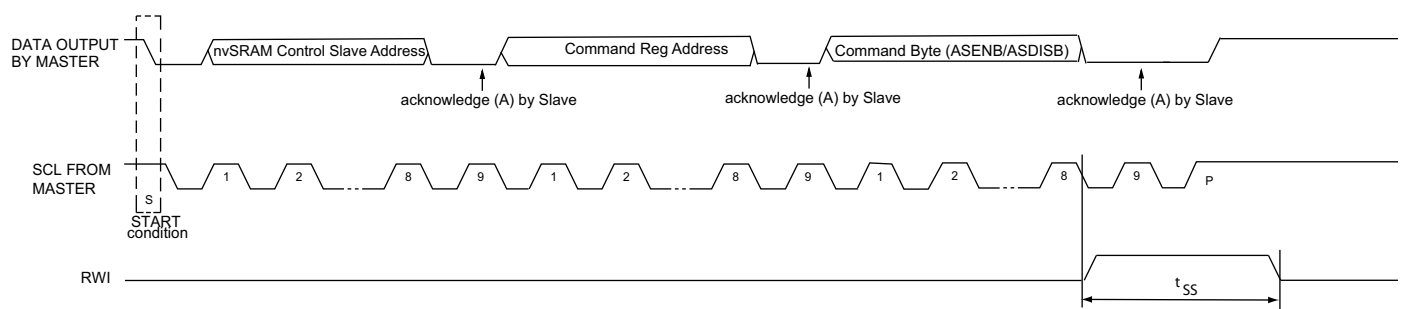 DATA OUTPUT
BY MASTER
nvSRAM Control Slave Address
Command Reg Address
Command Byte (ASENB/ASDISB)
acknowledge (A) by Slave
acknowledge (A) by Slave
acknowledge (A) by Slave
SCL FROM
MASTER
1 2 8 9 1 2 8 9 1 2 8 9
S
P
START
condition
RWI
tSS